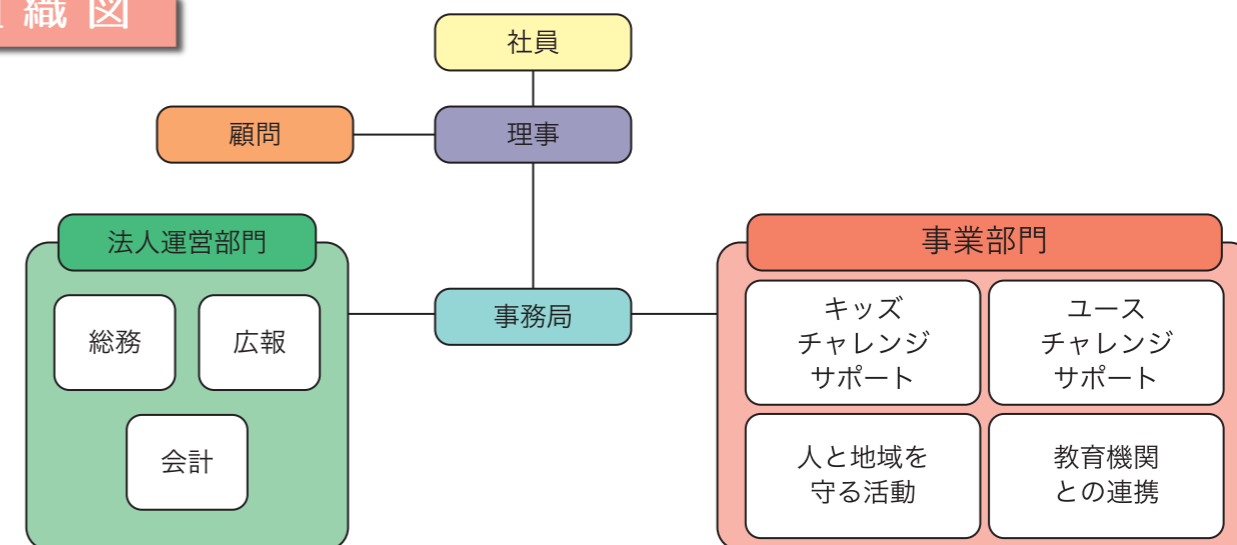 織図
社員
顧問
理事
法人運営部門
事業部門
事務局
総務
広報
会計
キッズ
チャレンジ
サポート
ユース
チャレンジ
サポート
人と地域を
守る活動
教育機関
との連携